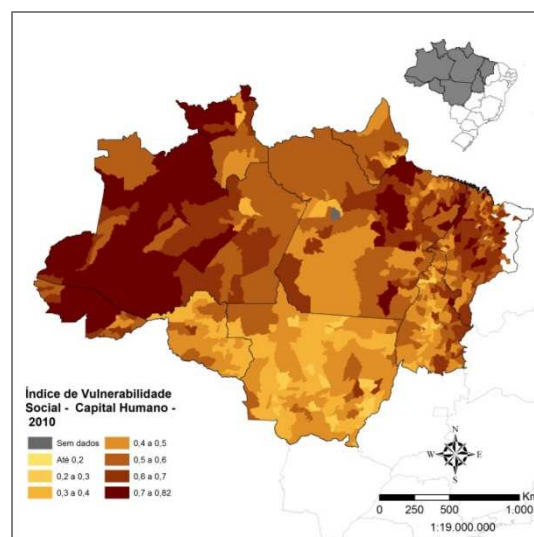 N
W E
S
Índice de Vulnerabilidade
Social - Capital Humano -
2010
Sem dados
Até 0,2
0,2 a 0,3
0,3 a 0,4
0,4 a 0,5
0,5 a 0,6
0,6 a 0,7
0,7 a 0,82
Km
0 250 500 1.000
1:19.000.000